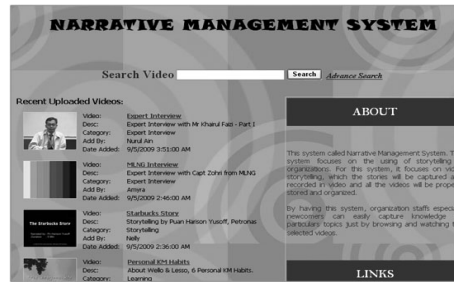 NARRATIVE MANAGEMENT SYSTEM
Search Video Search Advance Search
Recent Uploaded Videos:
Video: Expert Interview
Desc: Expert Interview with Mr Khairul Faizi - Part I
Category: Expert Interview
Add By: Nurul Ain
Date Added: 9/5/2009 3:51:00 AM
Video: MLNG Interview
Desc: Expert Interview with Capt Zohri from MLNG
Category: Expert Interview
Add By: Amyra
Date Added: 9/5/2009 2:46:00 AM
The Starbucks Story
Video: Starbucks Story
Desc: Storytelling by Puan Hanson Yusoff, Petronas
Category: Storytelling
Add By: Nelly
Date Added: 9/5/2009 2:36:00 AM
Video: Personal KM Habits
Desc: About Wello & Lesso, 6 Personal KM Habits.
Category: Learning
ABOUT
This system called Narrative Management System. T
system focuses on the using of storytelling
organizations. For this system, it focuses on vid
storytelling, which the stories will be captured a
recorded in video and all the videos will be prope
stored and organized.
By having this system, organization staffs espec
newcomers can easily capture knowledge
particulars topics just by browsing and watching t
selected videos.
LINKS